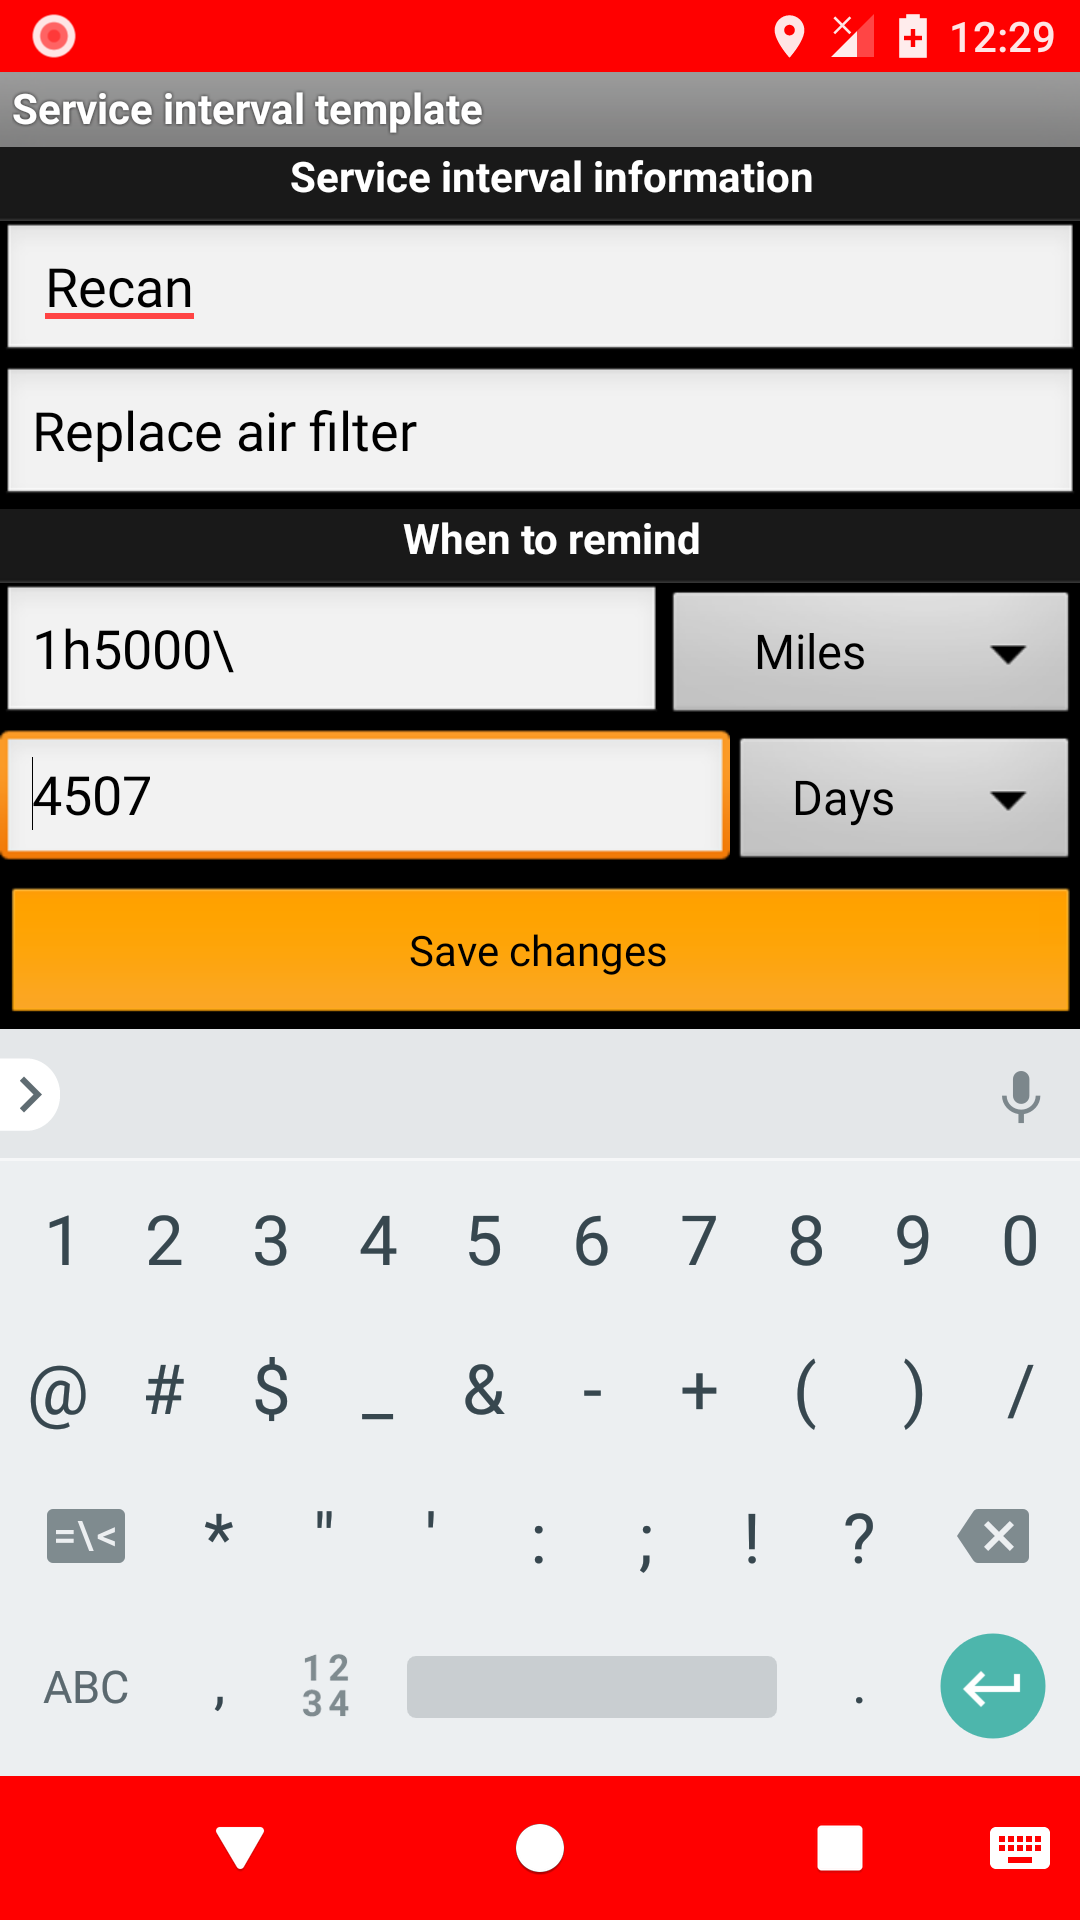 12:29
Service interval template
Service interval information
Recan
Replace air filter
When to remind
1h5000\ Miles
4507 Days
Save changes
1 2 3 4 5 6 7 8 9 0
@ # $ _ & - + ( ) /
=\< * " ' : ; ! ?
ABC , 12 34 .